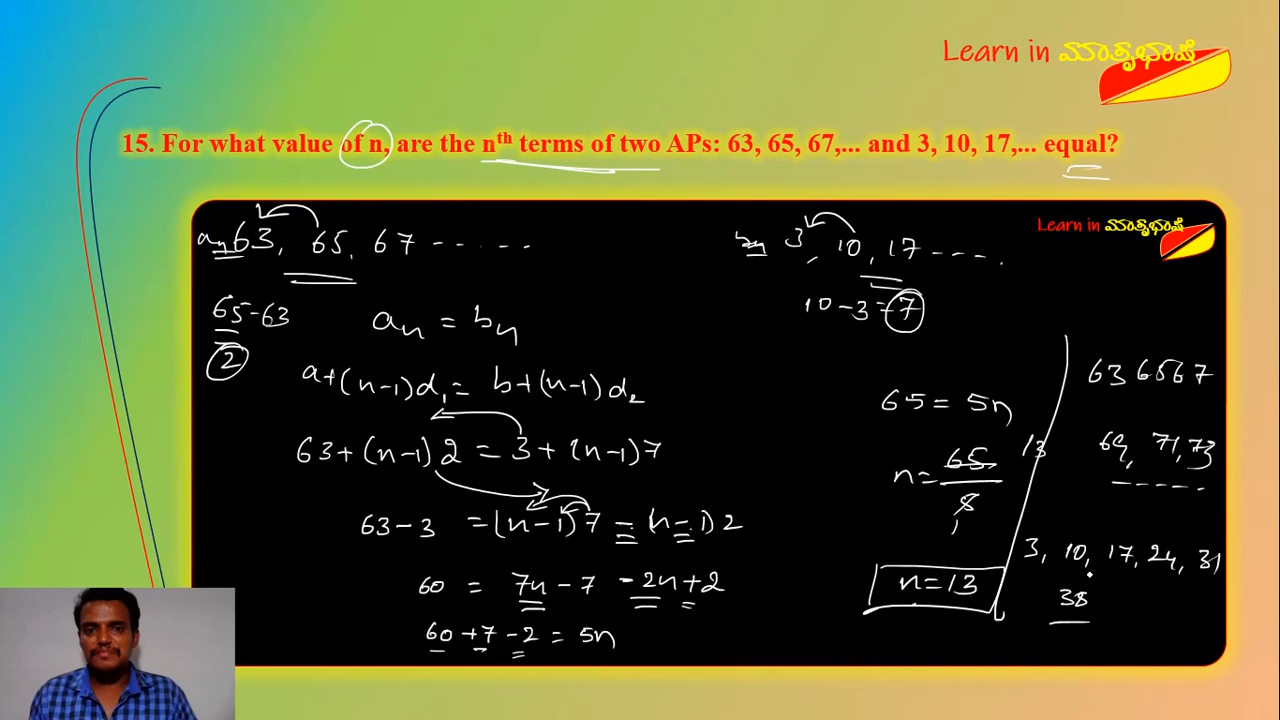 Learn in ಮಾತೃಭಾಷೆ
15. For what value of n, are the nth terms of two APs: 63, 65, 67,... and 3, 10, 17,... equal?
Learn in ಮಾತೃಭಾಷೆ
an 63, 65, 67 ------
bn 3, 10, 17 ----.
65-63
2
10-3=7
an = bn
a+(n-1)d1= b+(n-1)d2
63+(n-1)2=3+(n-1)7
63-3 =(n-1)7 =(n-1)2
60 = 7n-7 -2n+2
60+7-2=5n
65=5n
n=65/5 13
1
n=13
63 65 67
69, 71, 73
------
3, 10, 17, 24, 31
38